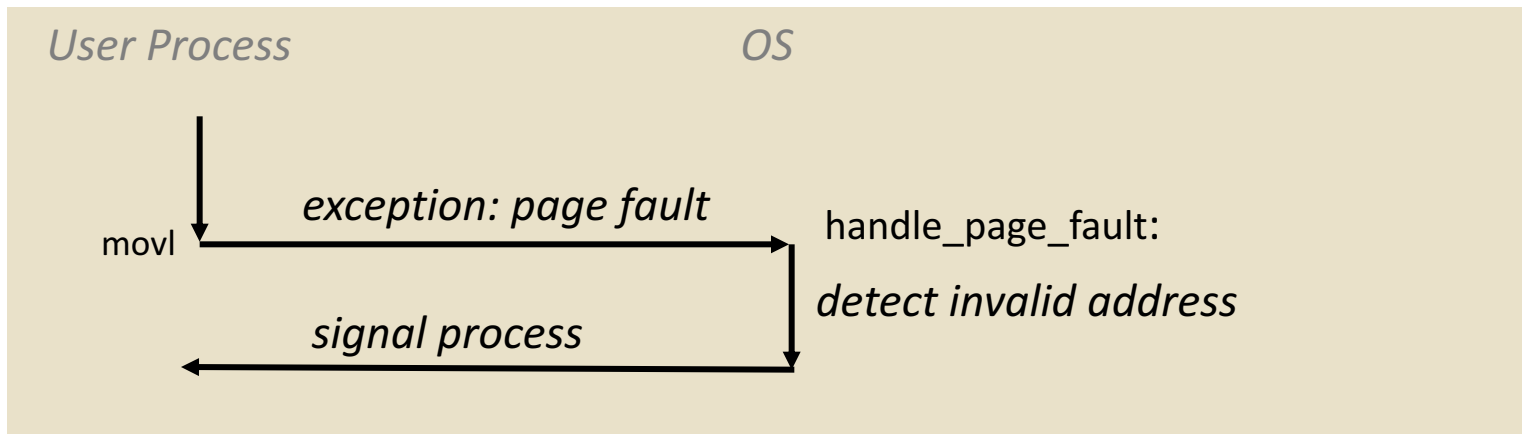 User Process OS
exception: page fault
movl
handle_page_fault:
detect invalid address
signal process